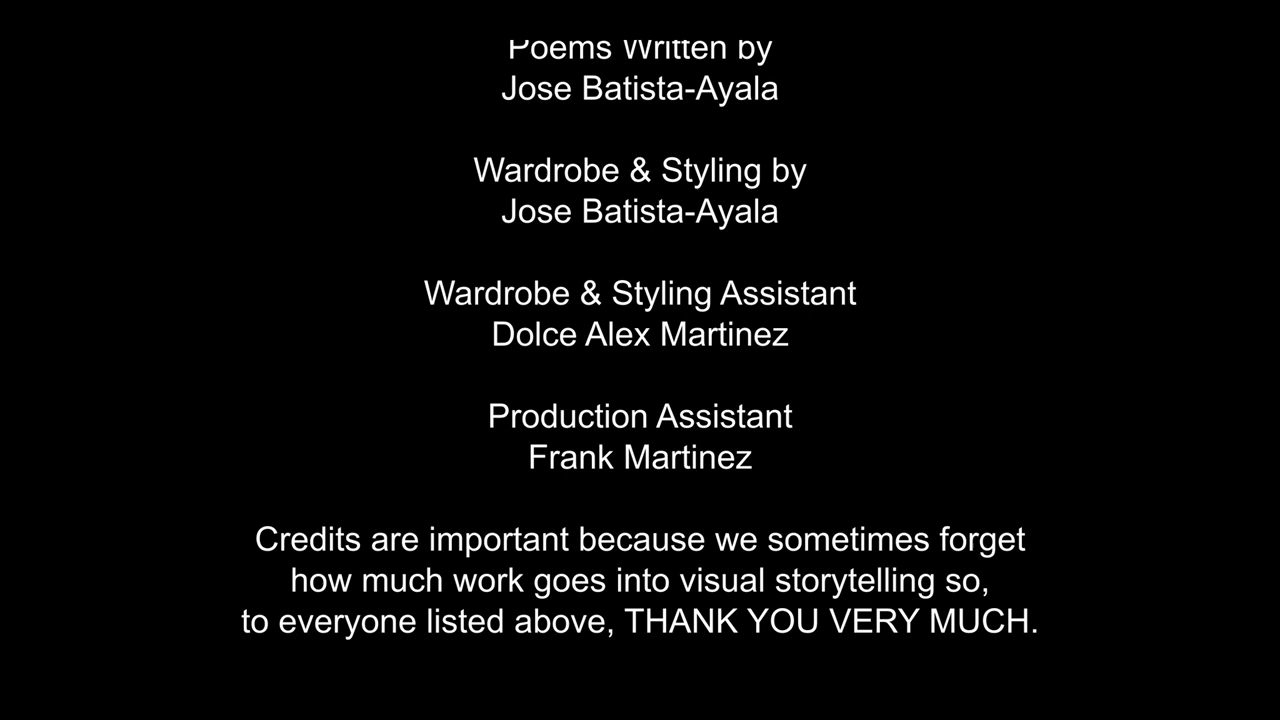 Poems Written by
Jose Batista-Ayala
Wardrobe & Styling by
Jose Batista-Ayala
Wardrobe & Styling Assistant
Dolce Alex Martinez
Production Assistant
Frank Martinez
Credits are important because we sometimes forget
how much work goes into visual storytelling so,
to everyone listed above, THANK YOU VERY MUCH.